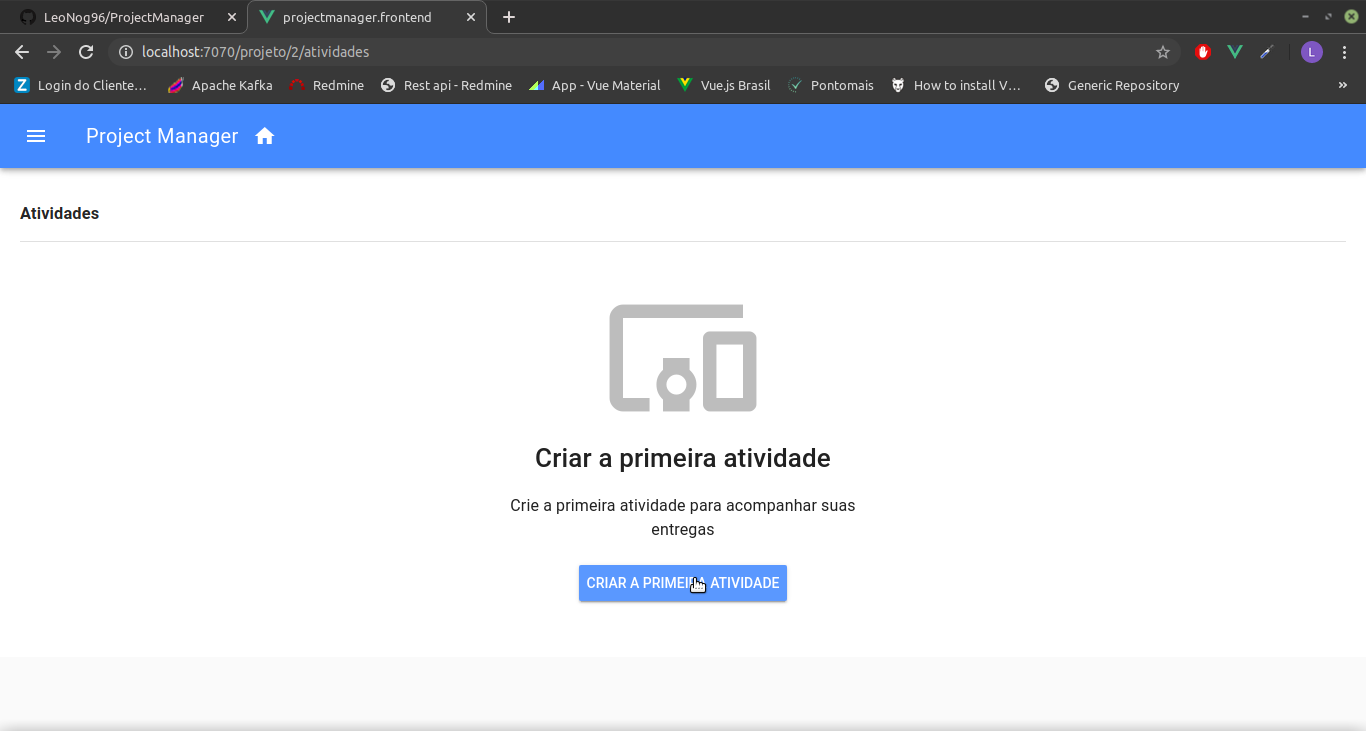 LeoNog96/ProjectManager
projectmanager.frontend
localhost:7070/projeto/2/atividades
L
Login do Cliente…
Apache Kafka
Redmine
Rest api - Redmine
App - Vue Material
Vue.js Brasil
Pontomais
How to install V…
Generic Repository
»
Project Manager
Atividades
Criar a primeira atividade
Crie a primeira atividade para acompanhar suas
entregas
CRIAR A PRIMEIRA ATIVIDADE